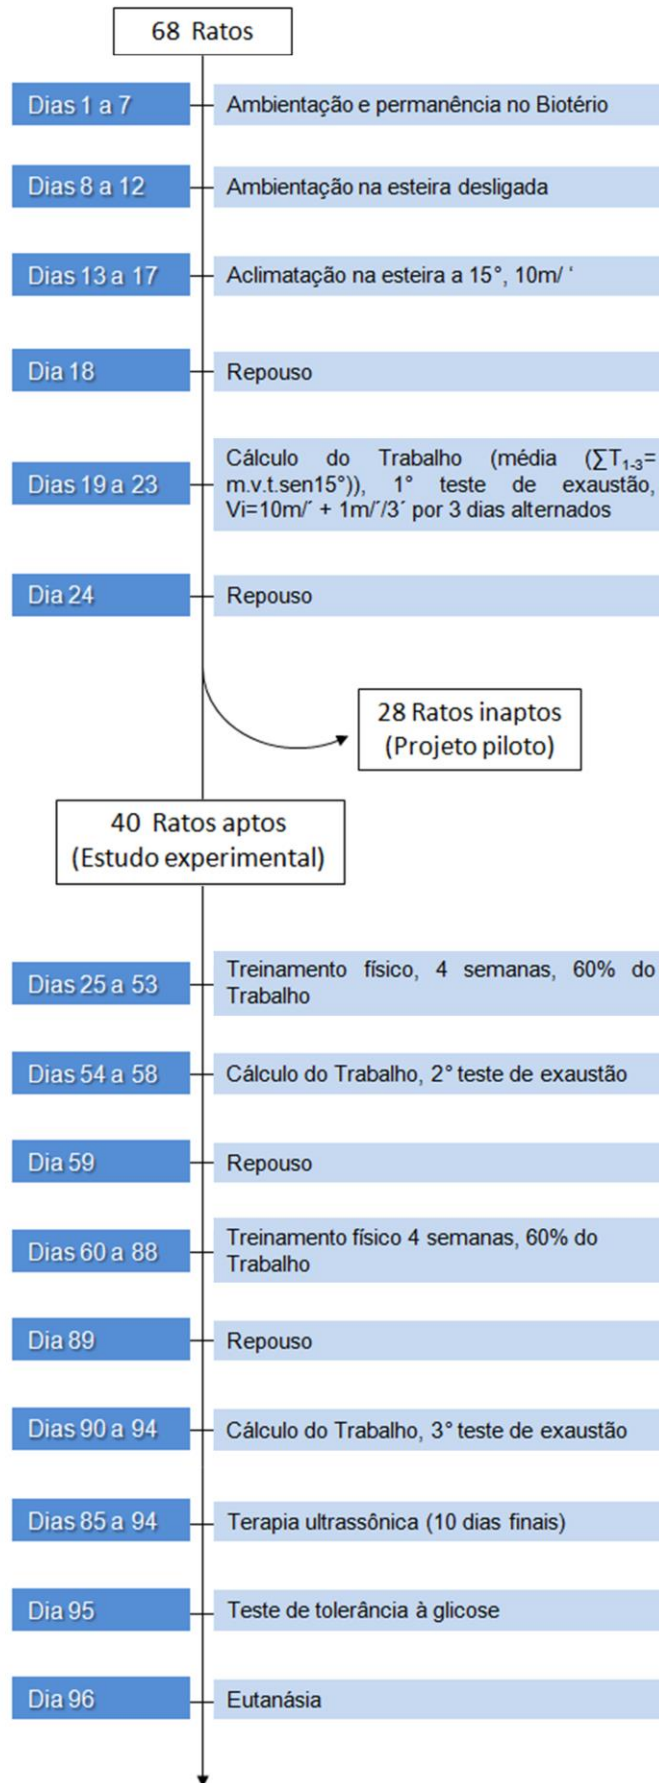 68 Ratos
Dias 1 a 7
Ambientação e permanência no Biotério
Dias 8 a 12
Ambientação na esteira desligada
Dias 13 a 17
Aclimatação na esteira a 15°, 10m/ ‘
Dia 18
Repouso
Dias 19 a 23
Cálculo do Trabalho (média (∑T₁₋₃=
m.v.t.sen15°)), 1° teste de exaustão,
Vi=10m/´ + 1m/´/3´ por 3 dias alternados
Dia 24
Repouso
28 Ratos inaptos
(Projeto piloto)
40 Ratos aptos
(Estudo experimental)
Dias 25 a 53
Treinamento físico, 4 semanas, 60% do
Trabalho
Dias 54 a 58
Cálculo do Trabalho, 2° teste de exaustão
Dia 59
Repouso
Dias 60 a 88
Treinamento físico 4 semanas, 60% do
Trabalho
Dia 89
Repouso
Dias 90 a 94
Cálculo do Trabalho, 3° teste de exaustão
Dias 85 a 94
Terapia ultrassônica (10 dias finais)
Dia 95
Teste de tolerância à glicose
Dia 96
Eutanásia